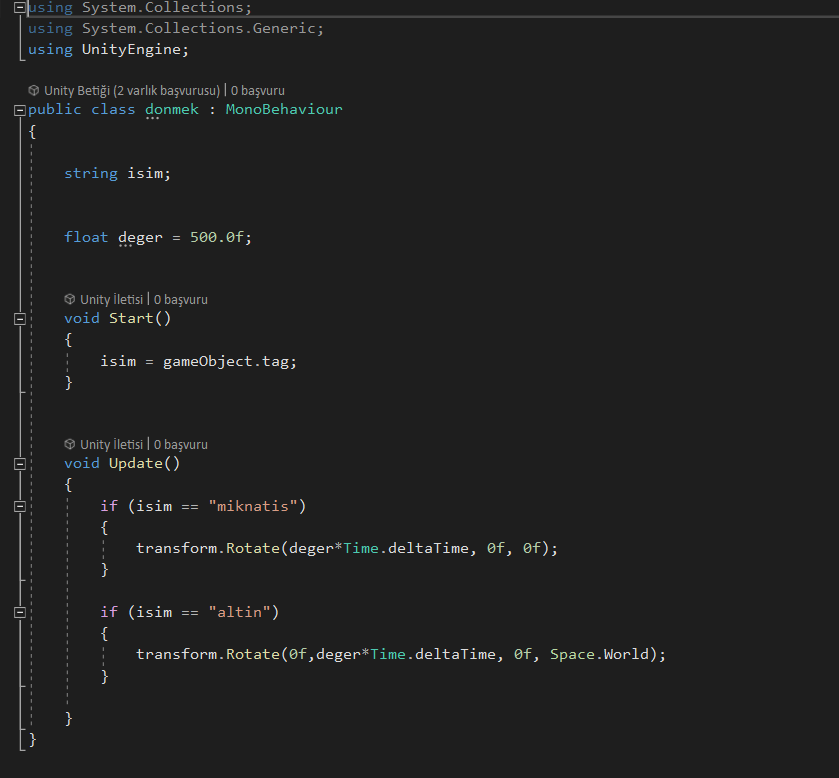 using System.Collections;
using System.Collections.Generic;
using UnityEngine;
Unity Betiği (2 varlık başvurusu) | 0 başvuru
public class donmek : MonoBehaviour
{
string isim;
float deger = 500.0f;
Unity İletisi | 0 başvuru
void Start()
{
isim = gameObject.tag;
}
Unity İletisi | 0 başvuru
void Update()
{
if (isim == "miknatis")
{
transform.Rotate(deger*Time.deltaTime, 0f, 0f);
}
if (isim == "altin")
{
transform.Rotate(0f,deger*Time.deltaTime, 0f, Space.World);
}
}
}